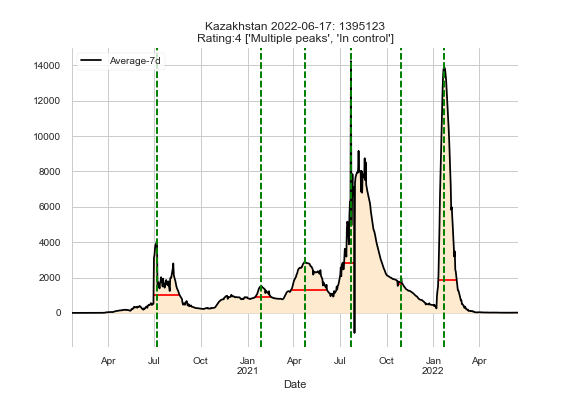 Kazakhstan 2022-06-17: 1395123
Rating:4 ['Multiple peaks', 'In control']
Average-7d
14000
12000
10000
8000
6000
4000
2000
0
Apr Jul Oct Jan Apr Jul Oct Jan Apr
2021 2022
Date